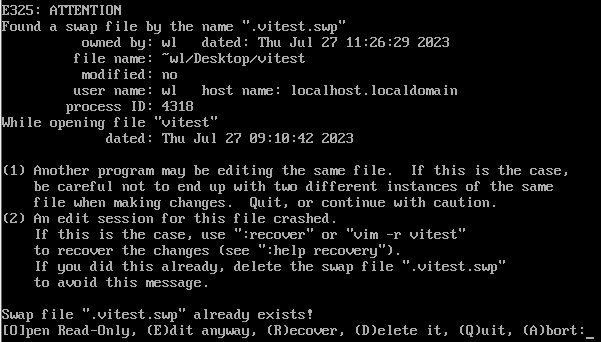 E325: ATTENTION
Found a swap file by the name ".vitest.swp"
owned by: wl   dated: Thu Jul 27 11:26:29 2023
file name: ~wl/Desktop/vitest
modified: no
user name: wl   host name: localhost.localdomain
process ID: 4318
While opening file "vitest"
dated: Thu Jul 27 09:10:42 2023
(1) Another program may be editing the same file.  If this is the case,
be careful not to end up with two different instances of the same
file when making changes.  Quit, or continue with caution.
(2) An edit session for this file crashed.
If this is the case, use ":recover" or "vim -r vitest"
to recover the changes (see ":help recovery").
If you did this already, delete the swap file ".vitest.swp"
to avoid this message.
Swap file ".vitest.swp" already exists!
[O]pen Read-Only, (E)dit anyway, (R)ecover, (D)elete it, (Q)uit, (A)bort:_